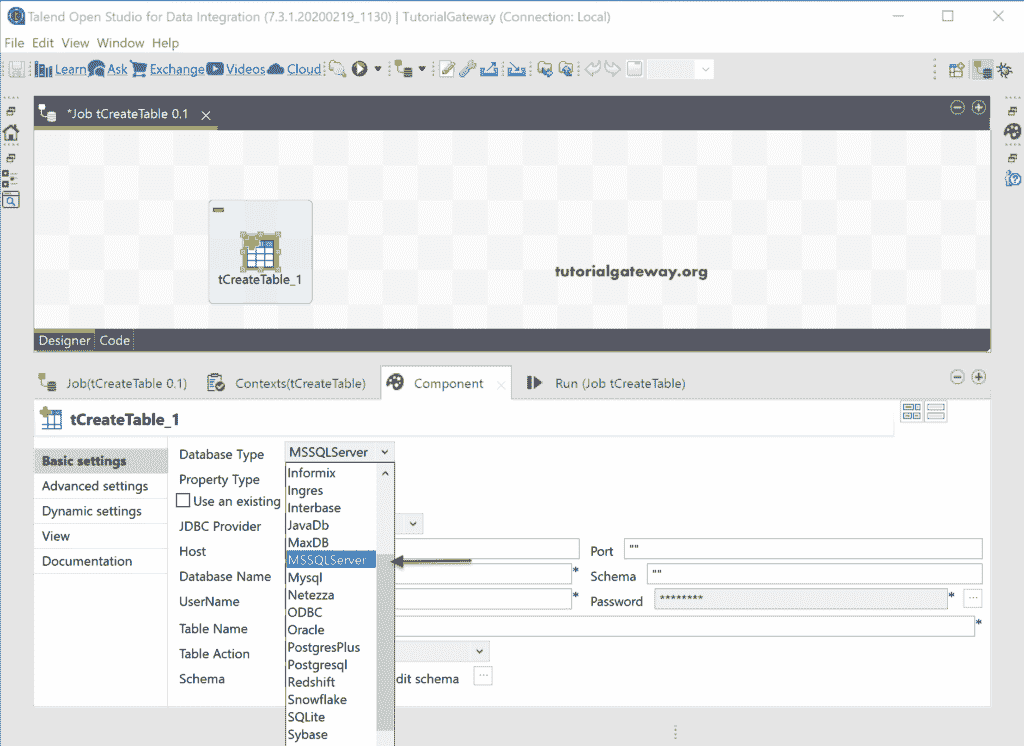 Talend Open Studio for Data Integration (7.3.1.20200219_1130) | TutorialGateway (Connection: Local)
File Edit View Window Help
Learn Ask Exchange Videos Cloud
*Job tCreateTable 0.1
tCreateTable_1
tutorialgateway.org
Designer Code
Job(tCreateTable 0.1) Contexts(tCreateTable) Component Run (Job tCreateTable)
tCreateTable_1
Basic settings
Advanced settings
Dynamic settings
View
Documentation
Database Type MSSQLServer
Property Type
Use an existing
JDBC Provider
Host
Port ""
Database Name *
Schema ""
UserName *
Password ******** * ...
Table Name *
Table Action
Schema dit schema ...
Informix
Ingres
Interbase
JavaDb
MaxDB
MSSQLServer
Mysql
Netezza
ODBC
Oracle
PostgresPlus
Postgresql
Redshift
Snowflake
SQLite
Sybase